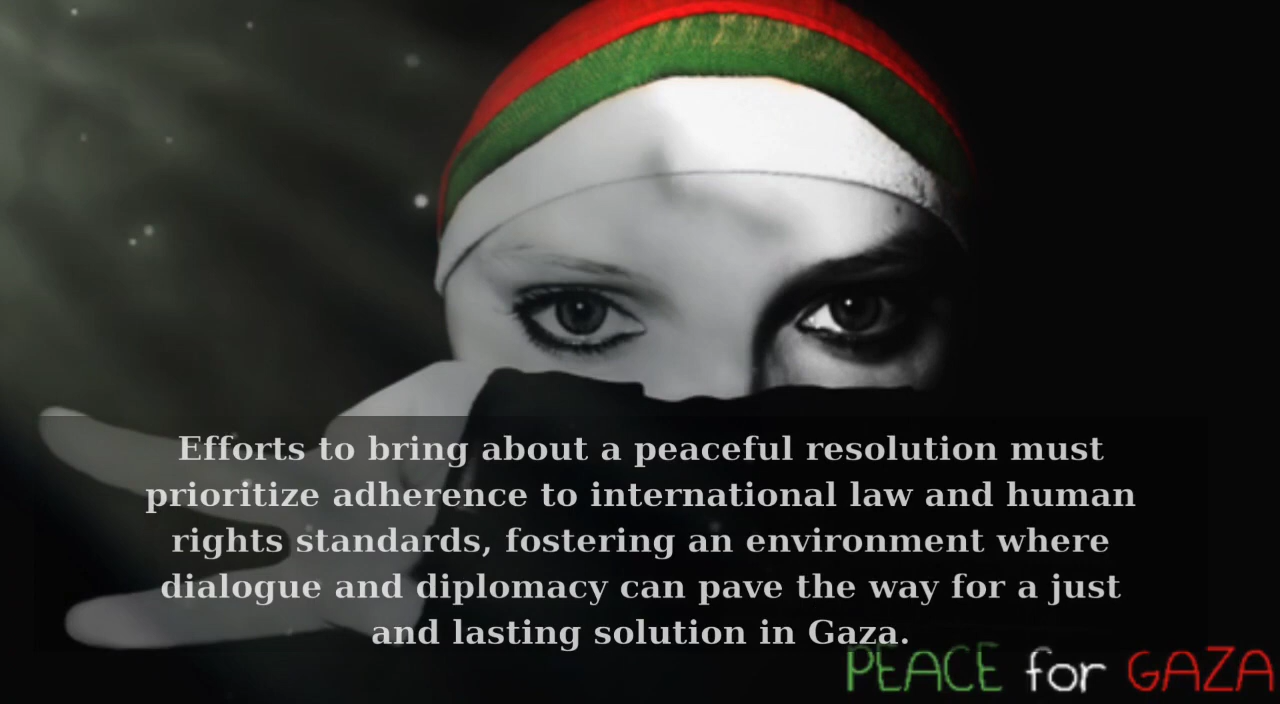 Efforts to bring about a peaceful resolution must
prioritize adherence to international law and human
rights standards, fostering an environment where
dialogue and diplomacy can pave the way for a just
and lasting solution in Gaza.
PEACE for GAZA